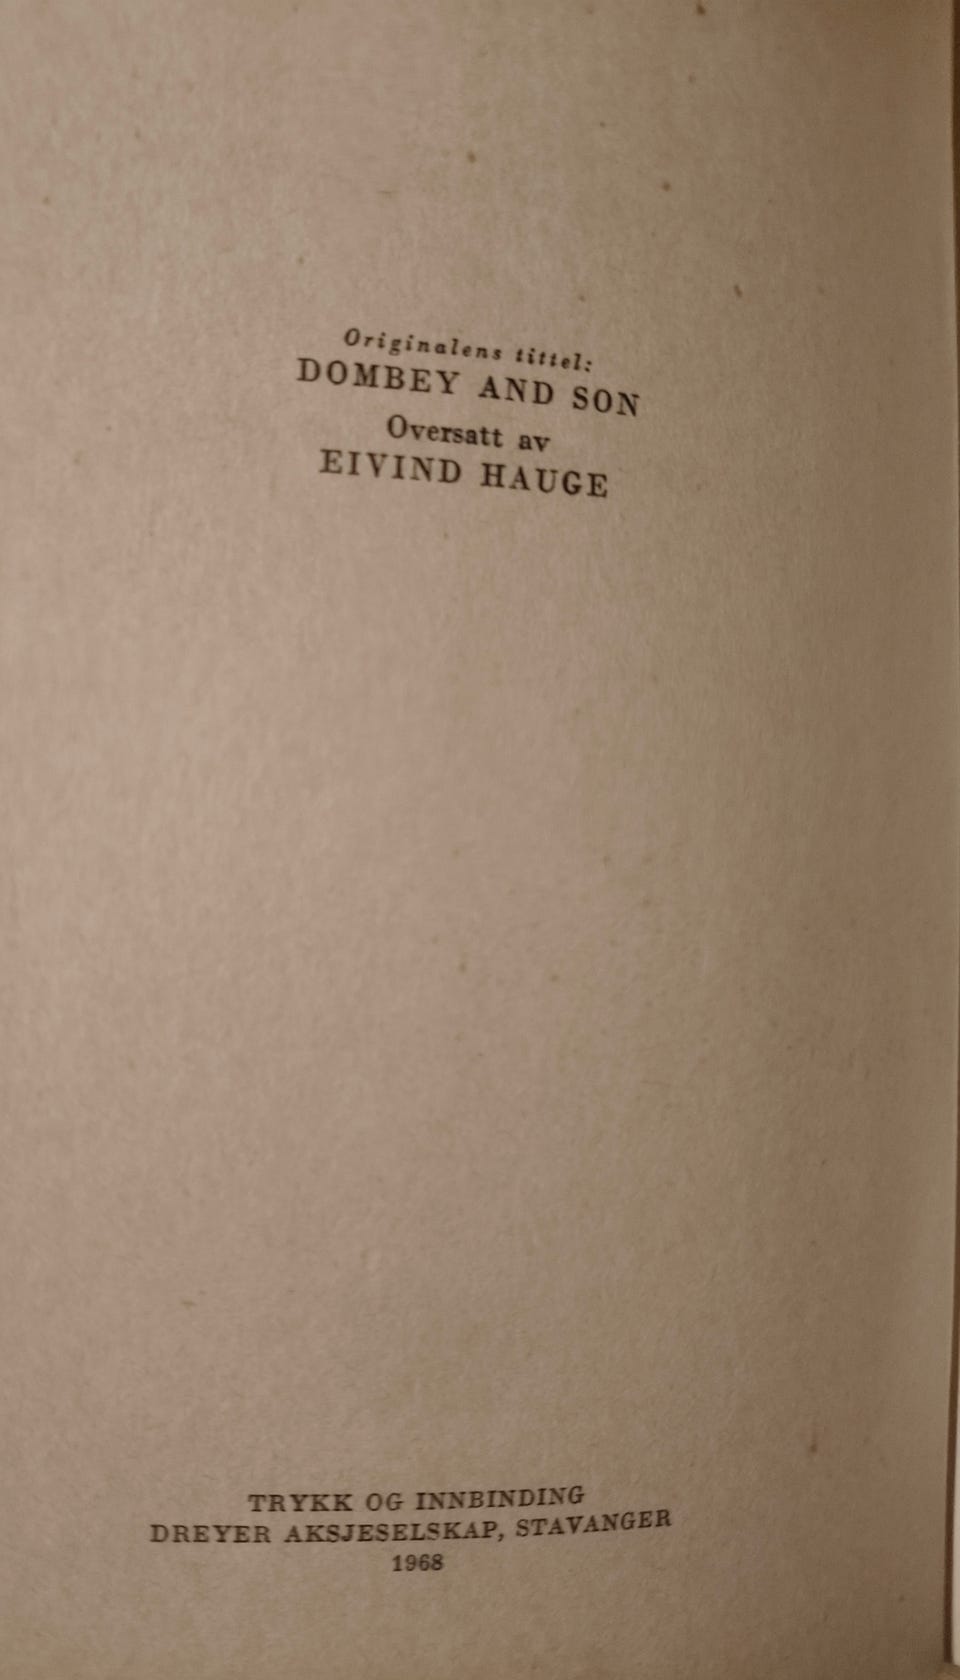 Originalens tittel:
DOMBEY AND SON
Oversatt av
EIVIND HAUGE
TRYKK OG INNBINDING
DREYER AKSJESELSKAP, STAVANGER
1968